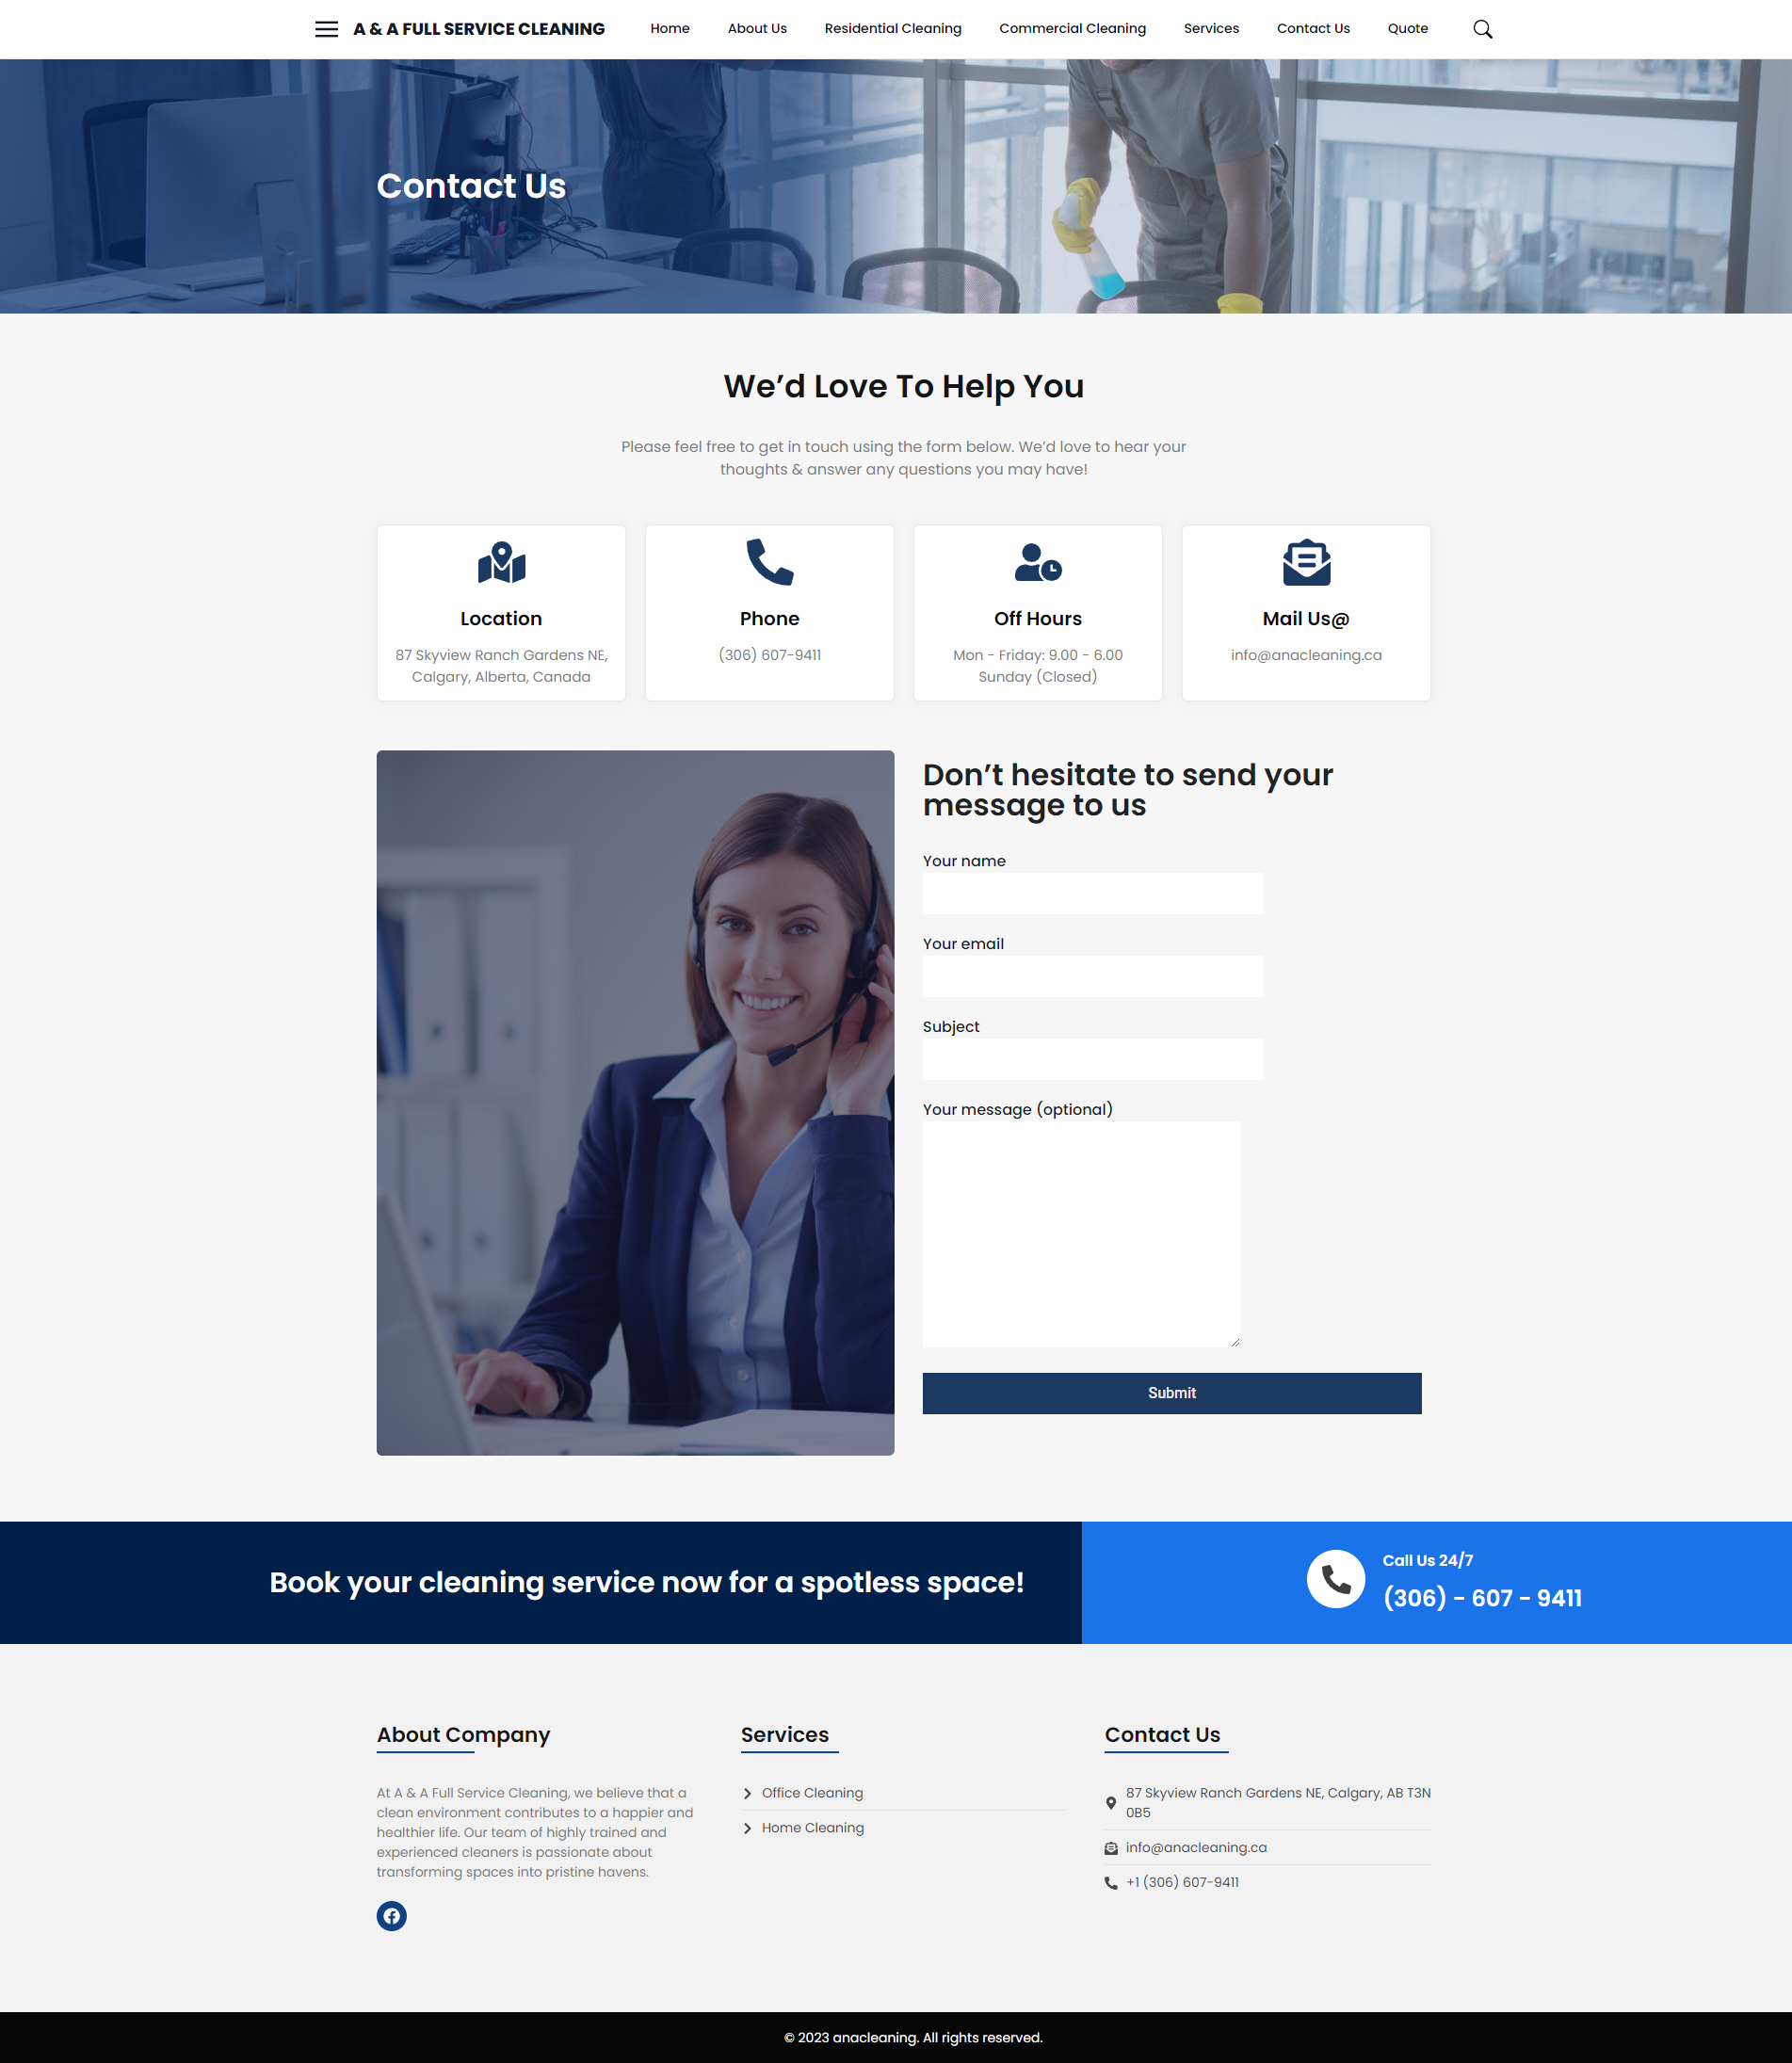 A & A FULL SERVICE CLEANING
Home
About Us
Residential Cleaning
Commercial Cleaning
Services
Contact Us
Quote
Contact Us
We’d Love To Help You
Please feel free to get in touch using the form below. We’d love to hear your
thoughts & answer any questions you may have!
Location
87 Skyview Ranch Gardens NE,
Calgary, Alberta, Canada
Phone
(306) 607-9411
Off Hours
Mon - Friday: 9.00 - 6.00
Sunday (Closed)
Mail Us@
info@anacleaning.ca
Don’t hesitate to send your
message to us
Your name
Your email
Subject
Your message (optional)
Submit
Book your cleaning service now for a spotless space!
Call Us 24/7
(306) - 607 - 9411
About Company
At A & A Full Service Cleaning, we believe that a
clean environment contributes to a happier and
healthier life. Our team of highly trained and
experienced cleaners is passionate about
transforming spaces into pristine havens.
Services
Office Cleaning
Home Cleaning
Contact Us
87 Skyview Ranch Gardens NE, Calgary, AB T3N
0B5
info@anacleaning.ca
+1 (306) 607-9411
© 2023 anacleaning. All rights reserved.